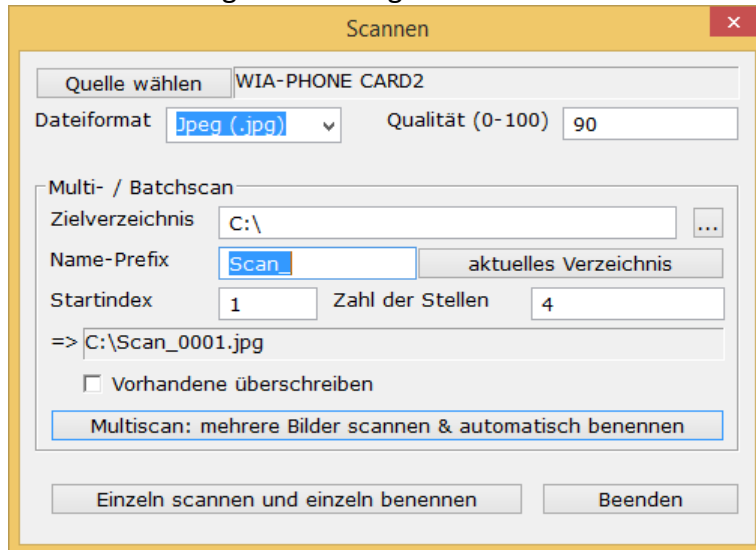 Scannen
Quelle wählen WIA-PHONE CARD2
Dateiformat Jpeg (.jpg) Qualität (0-100) 90
Multi- / Batchscan
Zielverzeichnis C:\ ...
Name-Prefix Scan_ aktuelles Verzeichnis
Startindex 1 Zahl der Stellen 4
=> C:\Scan_0001.jpg
Vorhandene überschreiben
Multiscan: mehrere Bilder scannen & automatisch benennen
Einzeln scannen und einzeln benennen Beenden